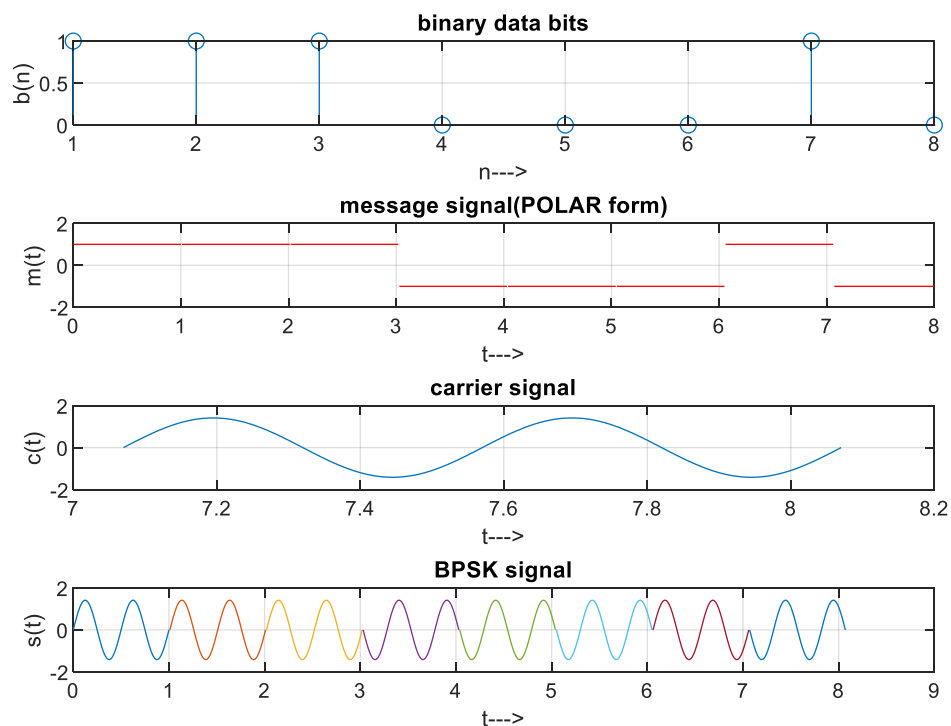 binary data bits
1
0.5
0
b(n)
1 2 3 4 5 6 7 8
n--->
message signal(POLAR form)
2
0
-2
m(t)
0 1 2 3 4 5 6 7 8
t--->
carrier signal
2
0
-2
c(t)
7 7.2 7.4 7.6 7.8 8 8.2
t--->
BPSK signal
2
0
-2
s(t)
0 1 2 3 4 5 6 7 8 9
t--->